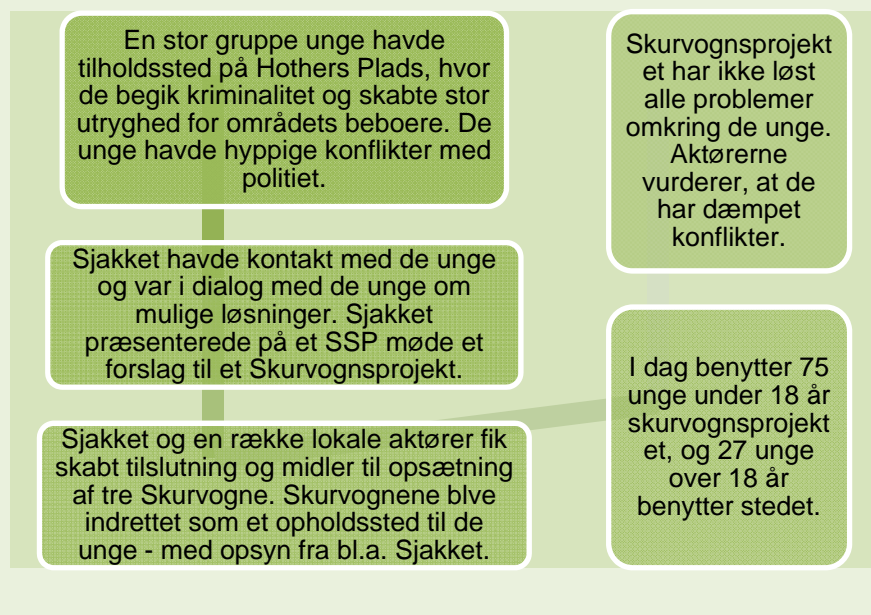 En stor gruppe unge havde
tilholdssted på Hothers Plads, hvor
de begik kriminalitet og skabte stor
utryghed for områdets beboere. De
unge havde hyppige konflikter med
politiet.
Sjakket havde kontakt med de unge
og var i dialog med de unge om
mulige løsninger. Sjakket
præsenterede på et SSP møde et
forslag til et Skurvognsprojekt.
Sjakket og en række lokale aktører fik
skabt tilslutning og midler til opsætning
af tre Skurvogne. Skurvognene blve
indrettet som et opholdssted til de
unge - med opsyn fra bl.a. Sjakket.
I dag benytter 75
unge under 18 år
skurvognsprojekt
et, og 27 unge
over 18 år
benytter stedet.
Skurvognsprojekt
et har ikke løst
alle problemer
omkring de unge.
Aktørerne
vurderer, at de
har dæmpet
konflikter.